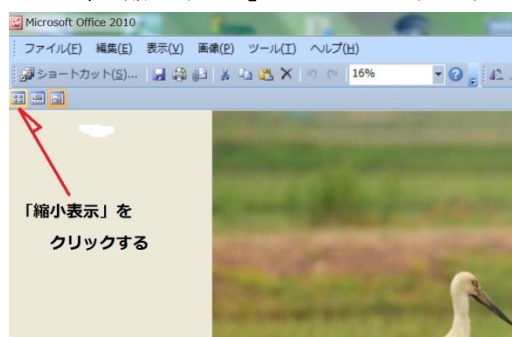 Microsoft Office 2010
ファイル(F) 編集(E) 表示(V) 画像(P) ツール(T) ヘルプ(H)
ショートカット(S)... 16%
「縮小表示」を
クリックする